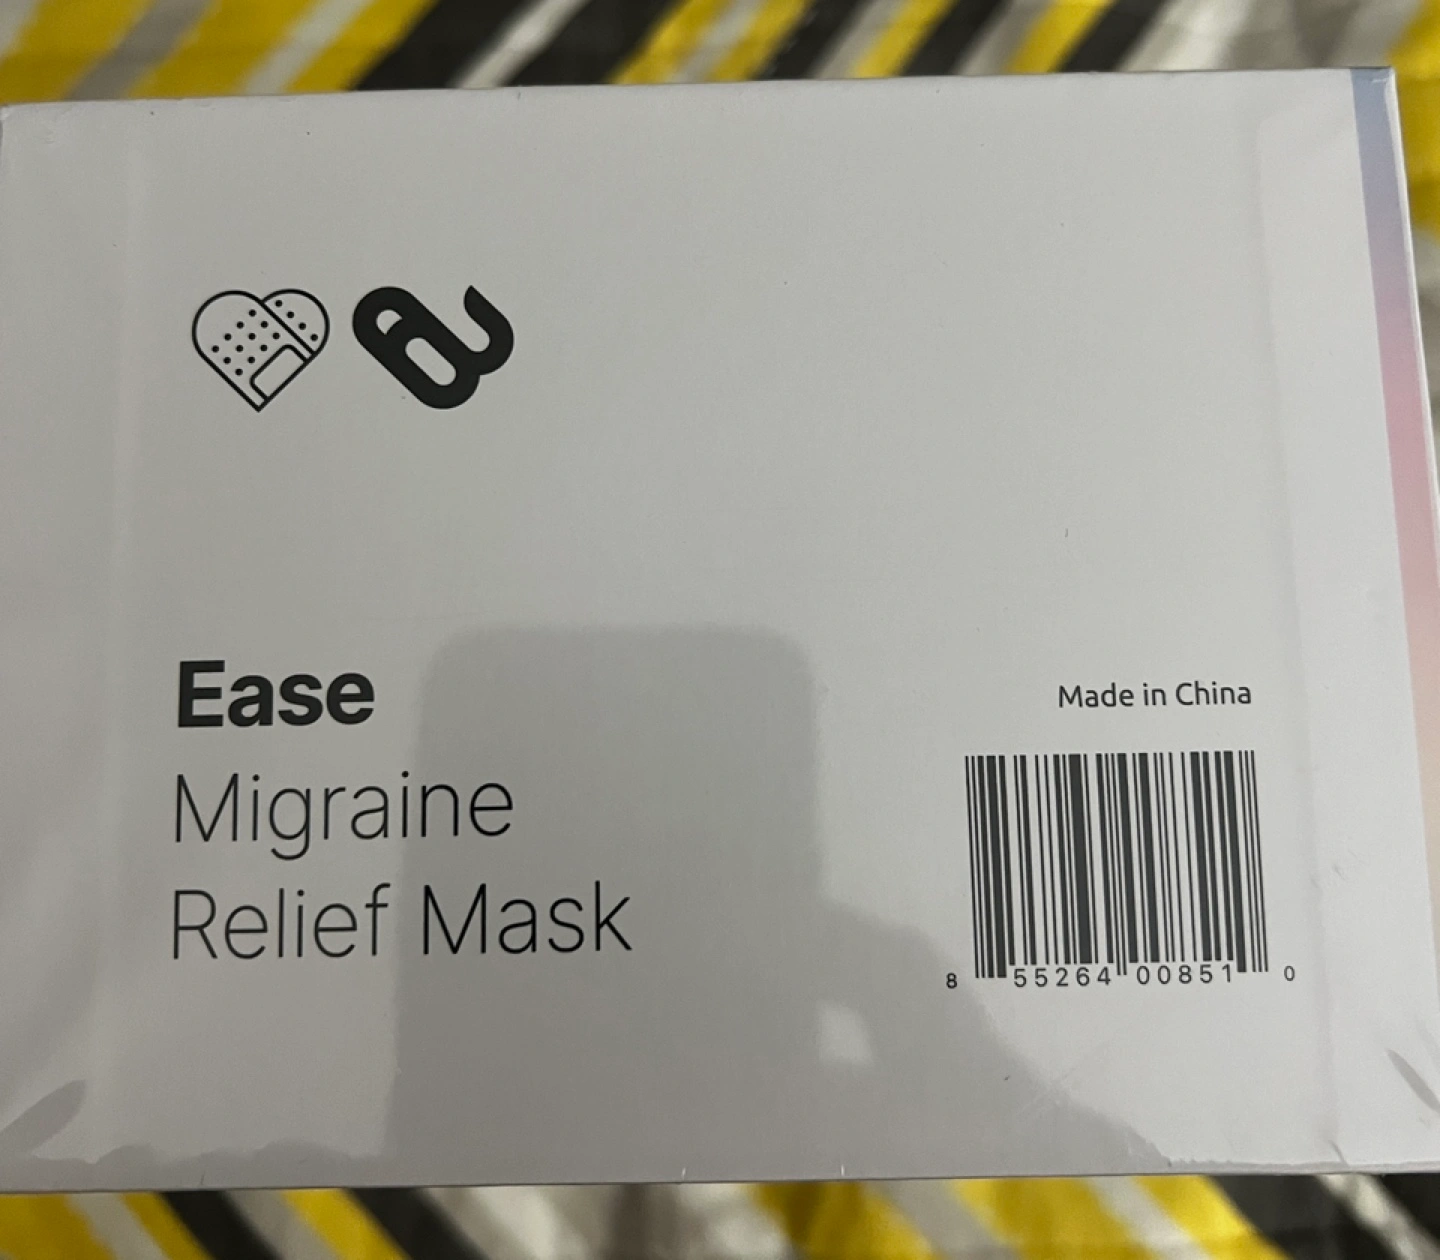 Ease
Migraine
Relief Mask
Made in China
8 55264 00851 0